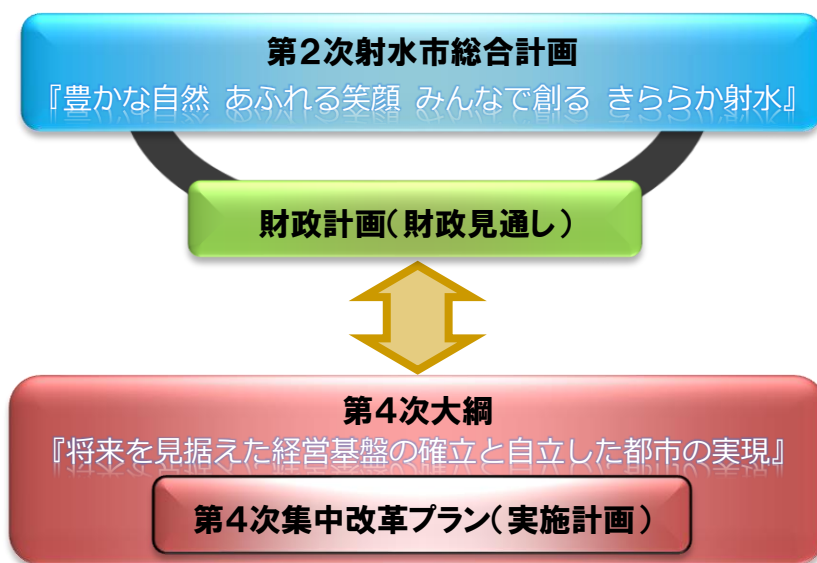 第2次射水市総合計画
『豊かな自然 あふれる笑顔 みんなで創る きららか射水』
財政計画(財政見通し)
第4次大綱
『将来を見据えた経営基盤の確立と自立した都市の実現』
第4次集中改革プラン(実施計画)